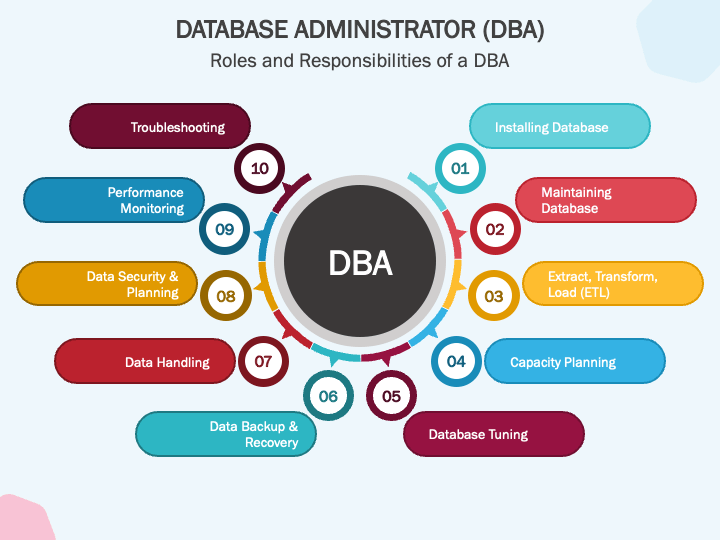 DATABASE ADMINISTRATOR (DBA)
Roles and Responsibilities of a DBA
DBA
01
Installing Database
02
Maintaining
Database
03
Extract, Transform,
Load (ETL)
04
Capacity Planning
05
Database Tuning
06
Data Backup &
Recovery
07
Data Handling
08
Data Security &
Planning
09
Performance
Monitoring
10
Troubleshooting